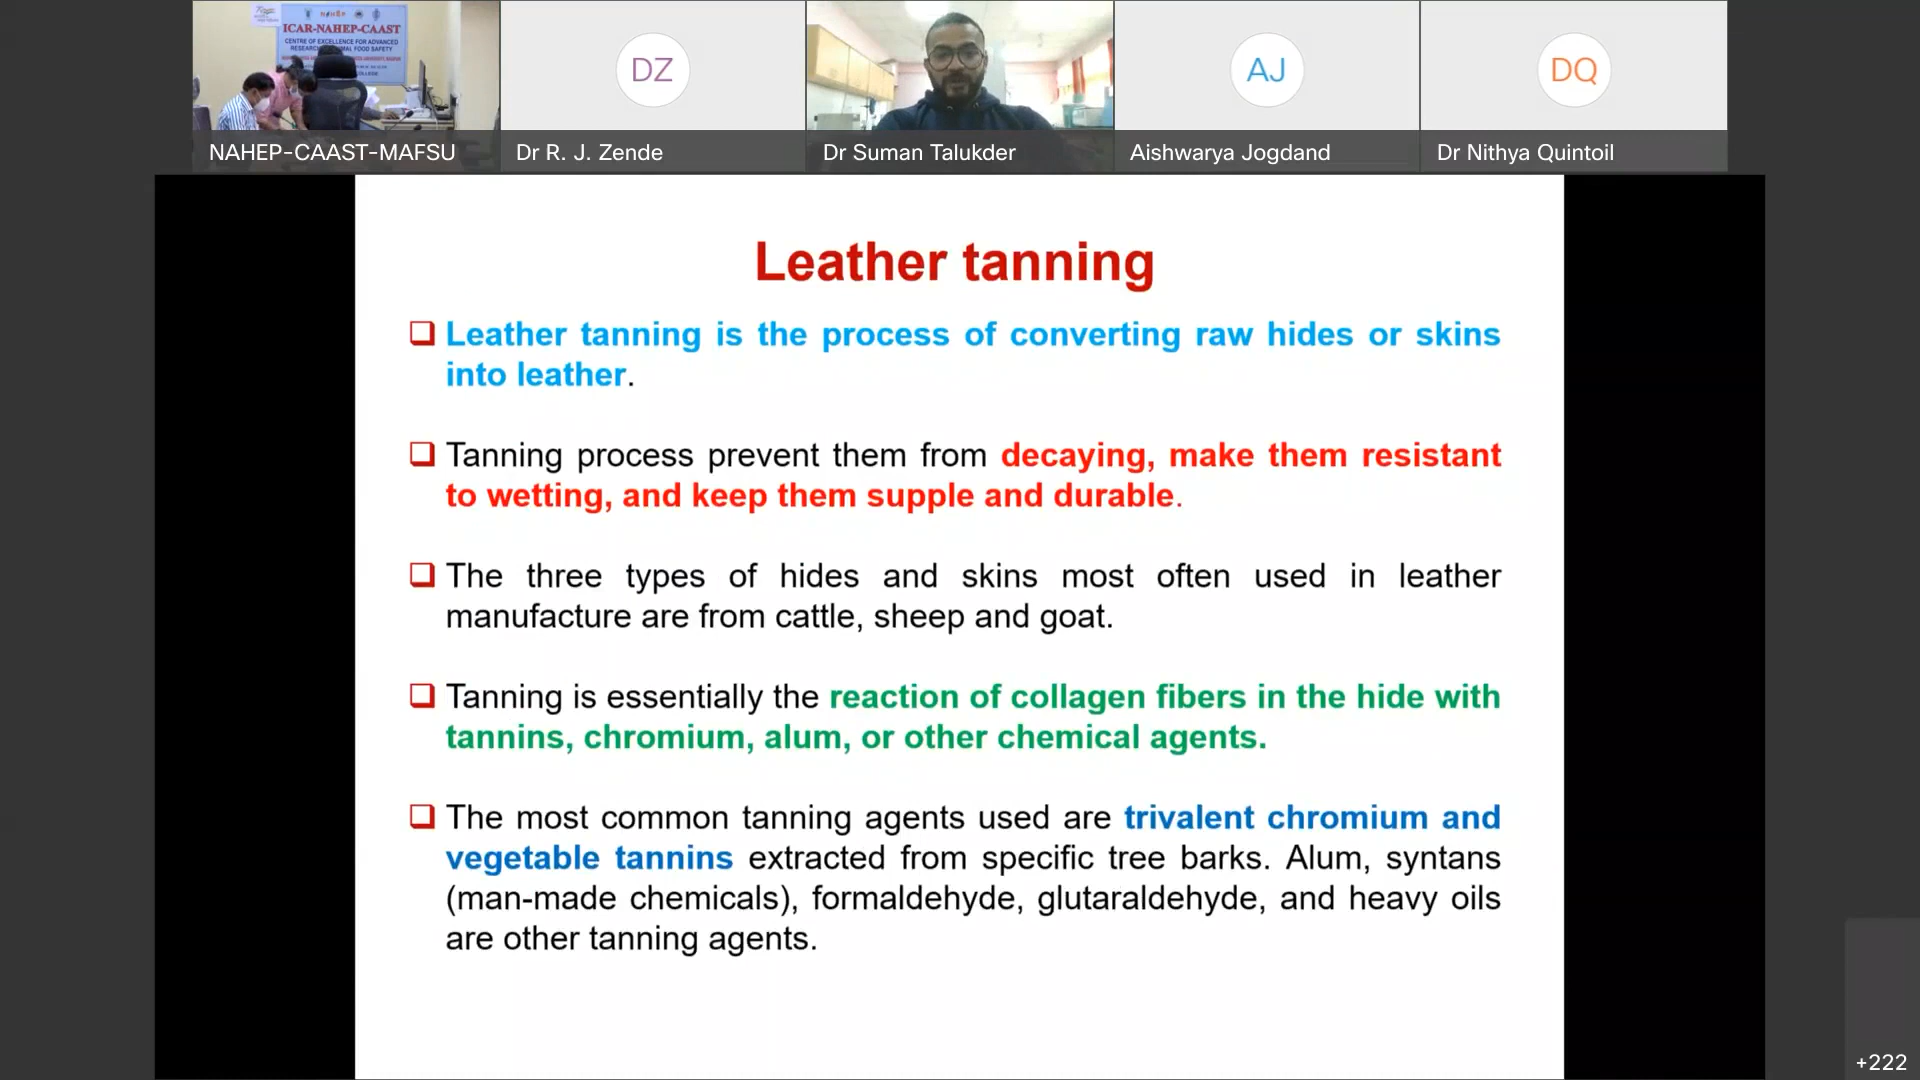 ICAR-NAHEP-CAAST
CENTRE OF EXCELLENCE FOR ADVANCED
NAHEP-CAAST-MAFSU
DZ
Dr R. J. Zende
Dr Suman Talukder
AJ
Aishwarya Jogdand
DQ
Dr Nithya Quintoil
Leather tanning
Leather tanning is the process of converting raw hides or skins
into leather.
Tanning process prevent them from decaying, make them resistant
to wetting, and keep them supple and durable.
The three types of hides and skins most often used in leather
manufacture are from cattle, sheep and goat.
Tanning is essentially the reaction of collagen fibers in the hide with
tannins, chromium, alum, or other chemical agents.
The most common tanning agents used are trivalent chromium and
vegetable tannins extracted from specific tree barks. Alum, syntans
(man-made chemicals), formaldehyde, glutaraldehyde, and heavy oils
are other tanning agents.
+222